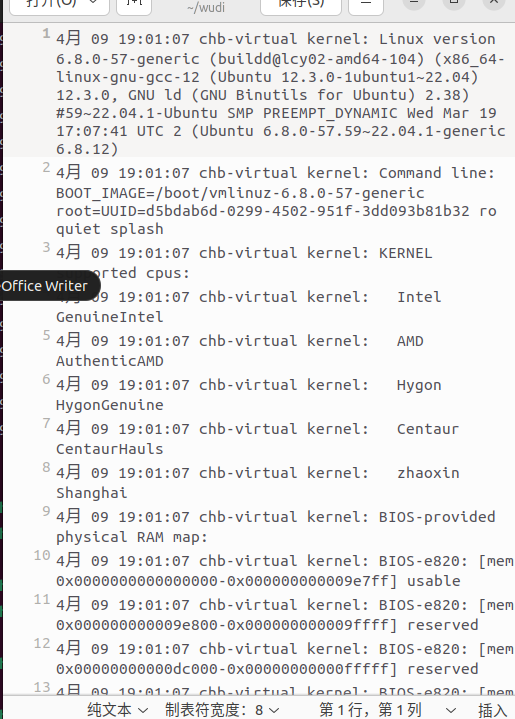 打开(O)
保存(S)
~/wudi
1 4月 09 19:01:07 chb-virtual kernel: Linux version
6.8.0-57-generic (buildd@lcy02-amd64-104) (x86_64-
linux-gnu-gcc-12 (Ubuntu 12.3.0-1ubuntu1~22.04)
12.3.0, GNU ld (GNU Binutils for Ubuntu) 2.38)
#59~22.04.1-Ubuntu SMP PREEMPT_DYNAMIC Wed Mar 19
17:07:41 UTC 2 (Ubuntu 6.8.0-57.59~22.04.1-generic
6.8.12)
2 4月 09 19:01:07 chb-virtual kernel: Command line:
BOOT_IMAGE=/boot/vmlinuz-6.8.0-57-generic
root=UUID=d5bdab6d-0299-4502-951f-3dd093b81b32 ro
quiet splash
3 4月 09 19:01:07 chb-virtual kernel: KERNEL
orted cpus:
Office Writer
09 19:01:07 chb-virtual kernel:   Intel
GenuineIntel
5 4月 09 19:01:07 chb-virtual kernel:   AMD
AuthenticAMD
6 4月 09 19:01:07 chb-virtual kernel:   Hygon
HygonGenuine
7 4月 09 19:01:07 chb-virtual kernel:   Centaur
CentaurHauls
8 4月 09 19:01:07 chb-virtual kernel:   zhaoxin
Shanghai
9 4月 09 19:01:07 chb-virtual kernel: BIOS-provided
physical RAM map:
10 4月 09 19:01:07 chb-virtual kernel: BIOS-e820: [mem
0x0000000000000000-0x000000000009e7ff] usable
11 4月 09 19:01:07 chb-virtual kernel: BIOS-e820: [mem
0x000000000009e800-0x000000000009ffff] reserved
12 4月 09 19:01:07 chb-virtual kernel: BIOS-e820: [mem
0x00000000000dc000-0x00000000000fffff] reserved
13 4月 09 19:01:07 chb-virtual kernel: BIOS-e820: [mem
纯文本 制表符宽度：8 第 1 行，第 1 列 插入